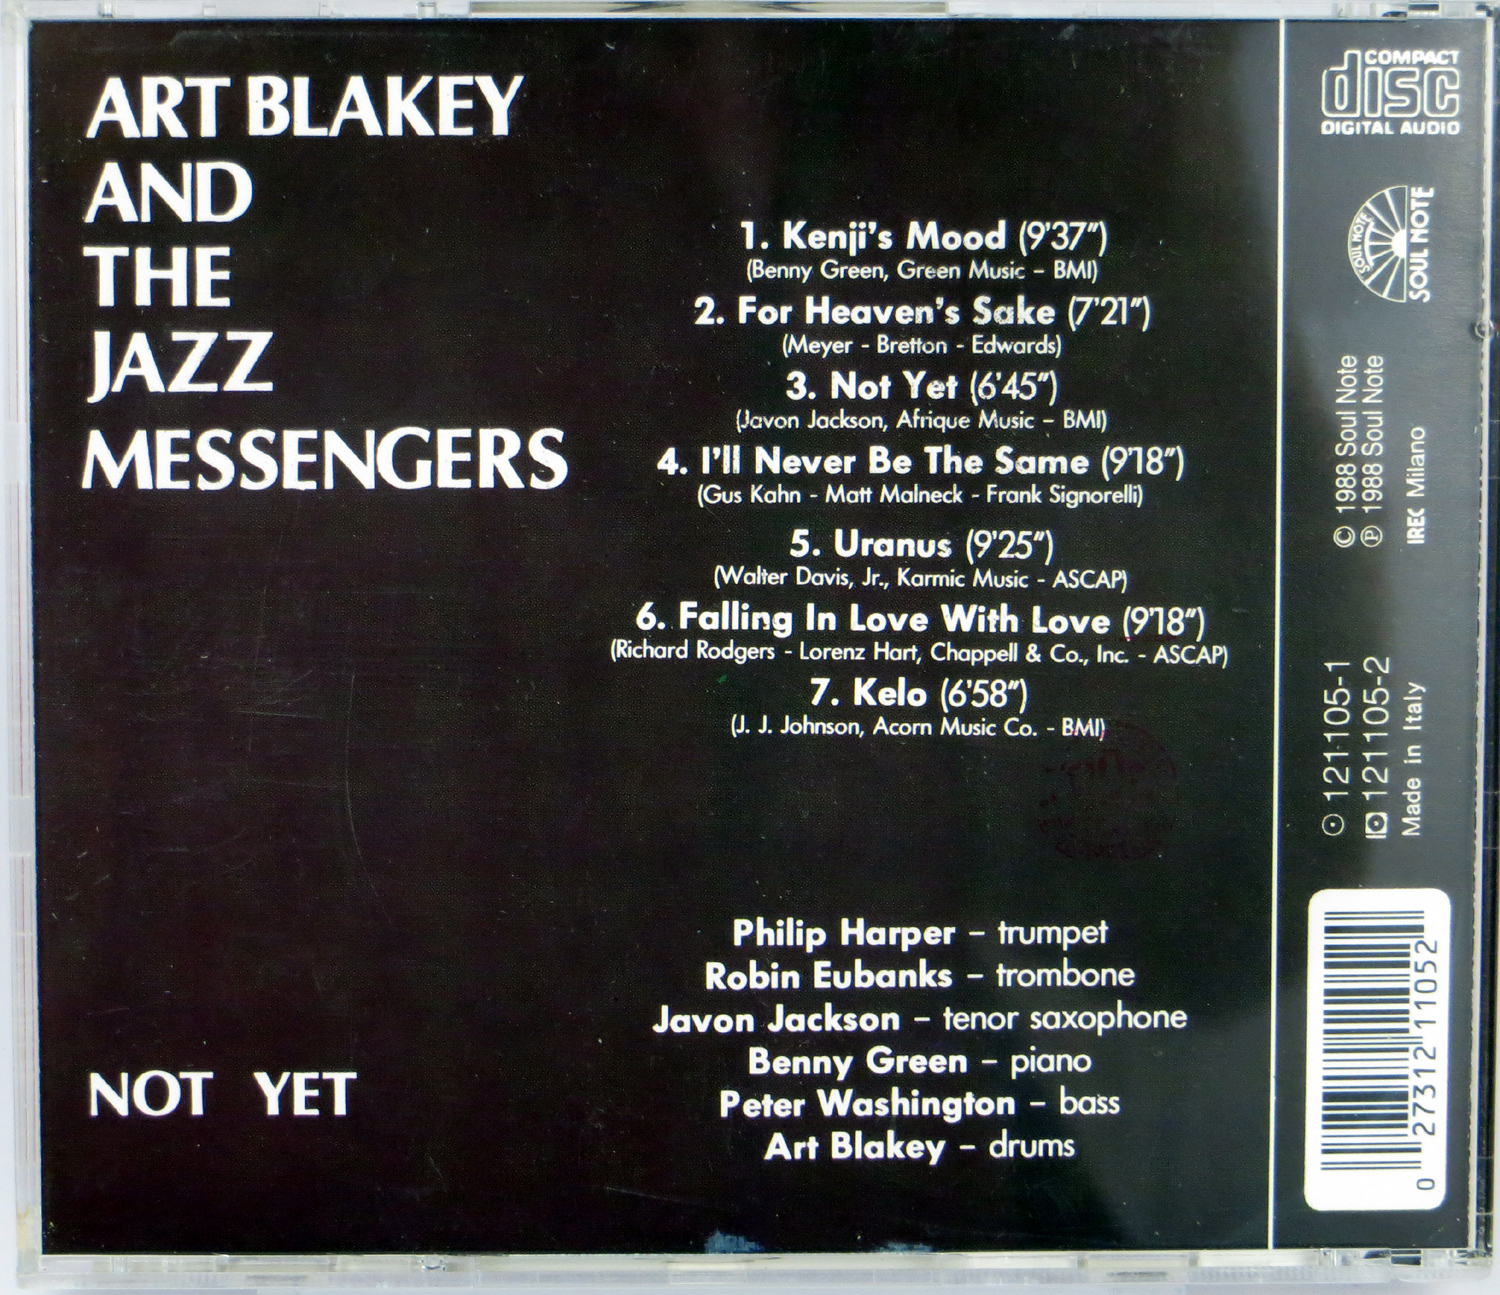 ART BLAKEY
AND
THE
JAZZ
MESSENGERS
1. Kenji's Mood (9'37")
(Benny Green, Green Music - BMI)
2. For Heaven's Sake (7'21")
(Meyer - Bretton - Edwards)
3. Not Yet (6'45")
(Javon Jackson, Afrique Music - BMI)
4. I'll Never Be The Same (9'18")
(Gus Kahn - Matt Malneck - Frank Signorelli)
5. Uranus (9'25")
(Walter Davis, Jr., Karmic Music - ASCAP)
6. Falling In Love With Love (9'18")
(Richard Rodgers - Lorenz Hart, Chappell & Co., Inc. - ASCAP)
7. Kelo (6'58")
(J. J. Johnson, Acorn Music Co. - BMI)
Philip Harper – trumpet
Robin Eubanks – trombone
Javon Jackson – tenor saxophone
Benny Green – piano
Peter Washington – bass
Art Blakey – drums
NOT YET
COMPACT
disc
DIGITAL AUDIO
SOUL NOTE
SOUL NOTE
© 1988 Soul Note
℗ 1988 Soul Note
IREC Milano
121105-1
121105-2
Made in Italy
0 27312 11052